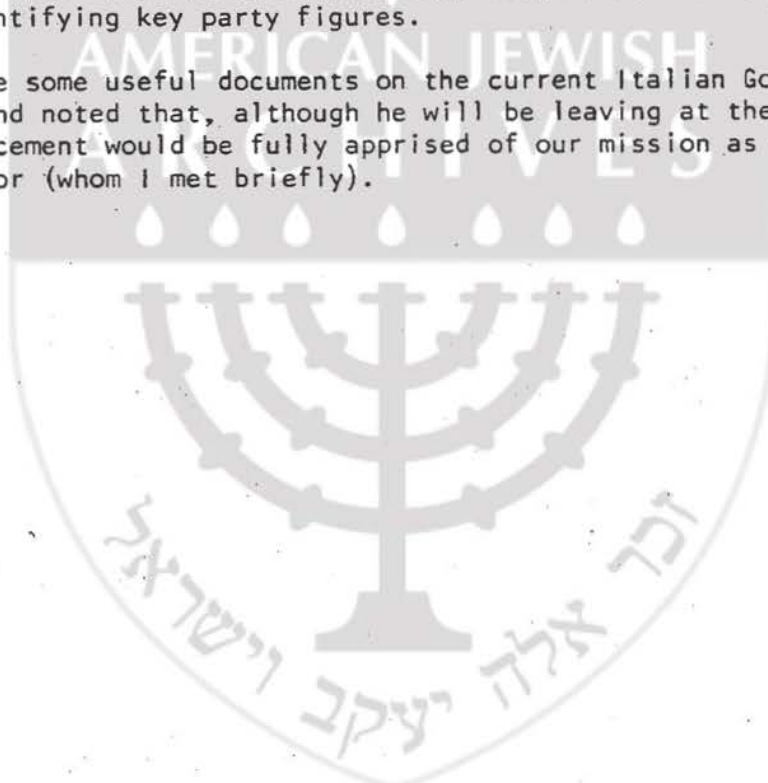 ntifying key party figures.
AMERICAN JEWISH
e some useful documents on the current Italian Go
nd noted that, although he will be leaving at the
ARCHIVES
cement would be fully apprised of our mission as
or (whom I met briefly).
זכר אלה יעקב וישראל